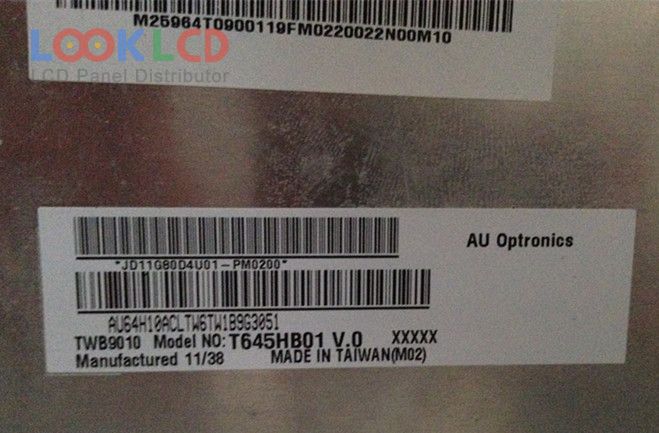 M25964T0900119FM0220022N00M10
LOOKLCD
LCD Panel Distributor
AU Optronics
*JD11G80D4U01-PM0200*
AU64H10ACLTW6TW1B9G3051
TWB9010 Model NO: T645HB01 V.0 XXXXX
Manufactured 11/38 MADE IN TAIWAN(M02)